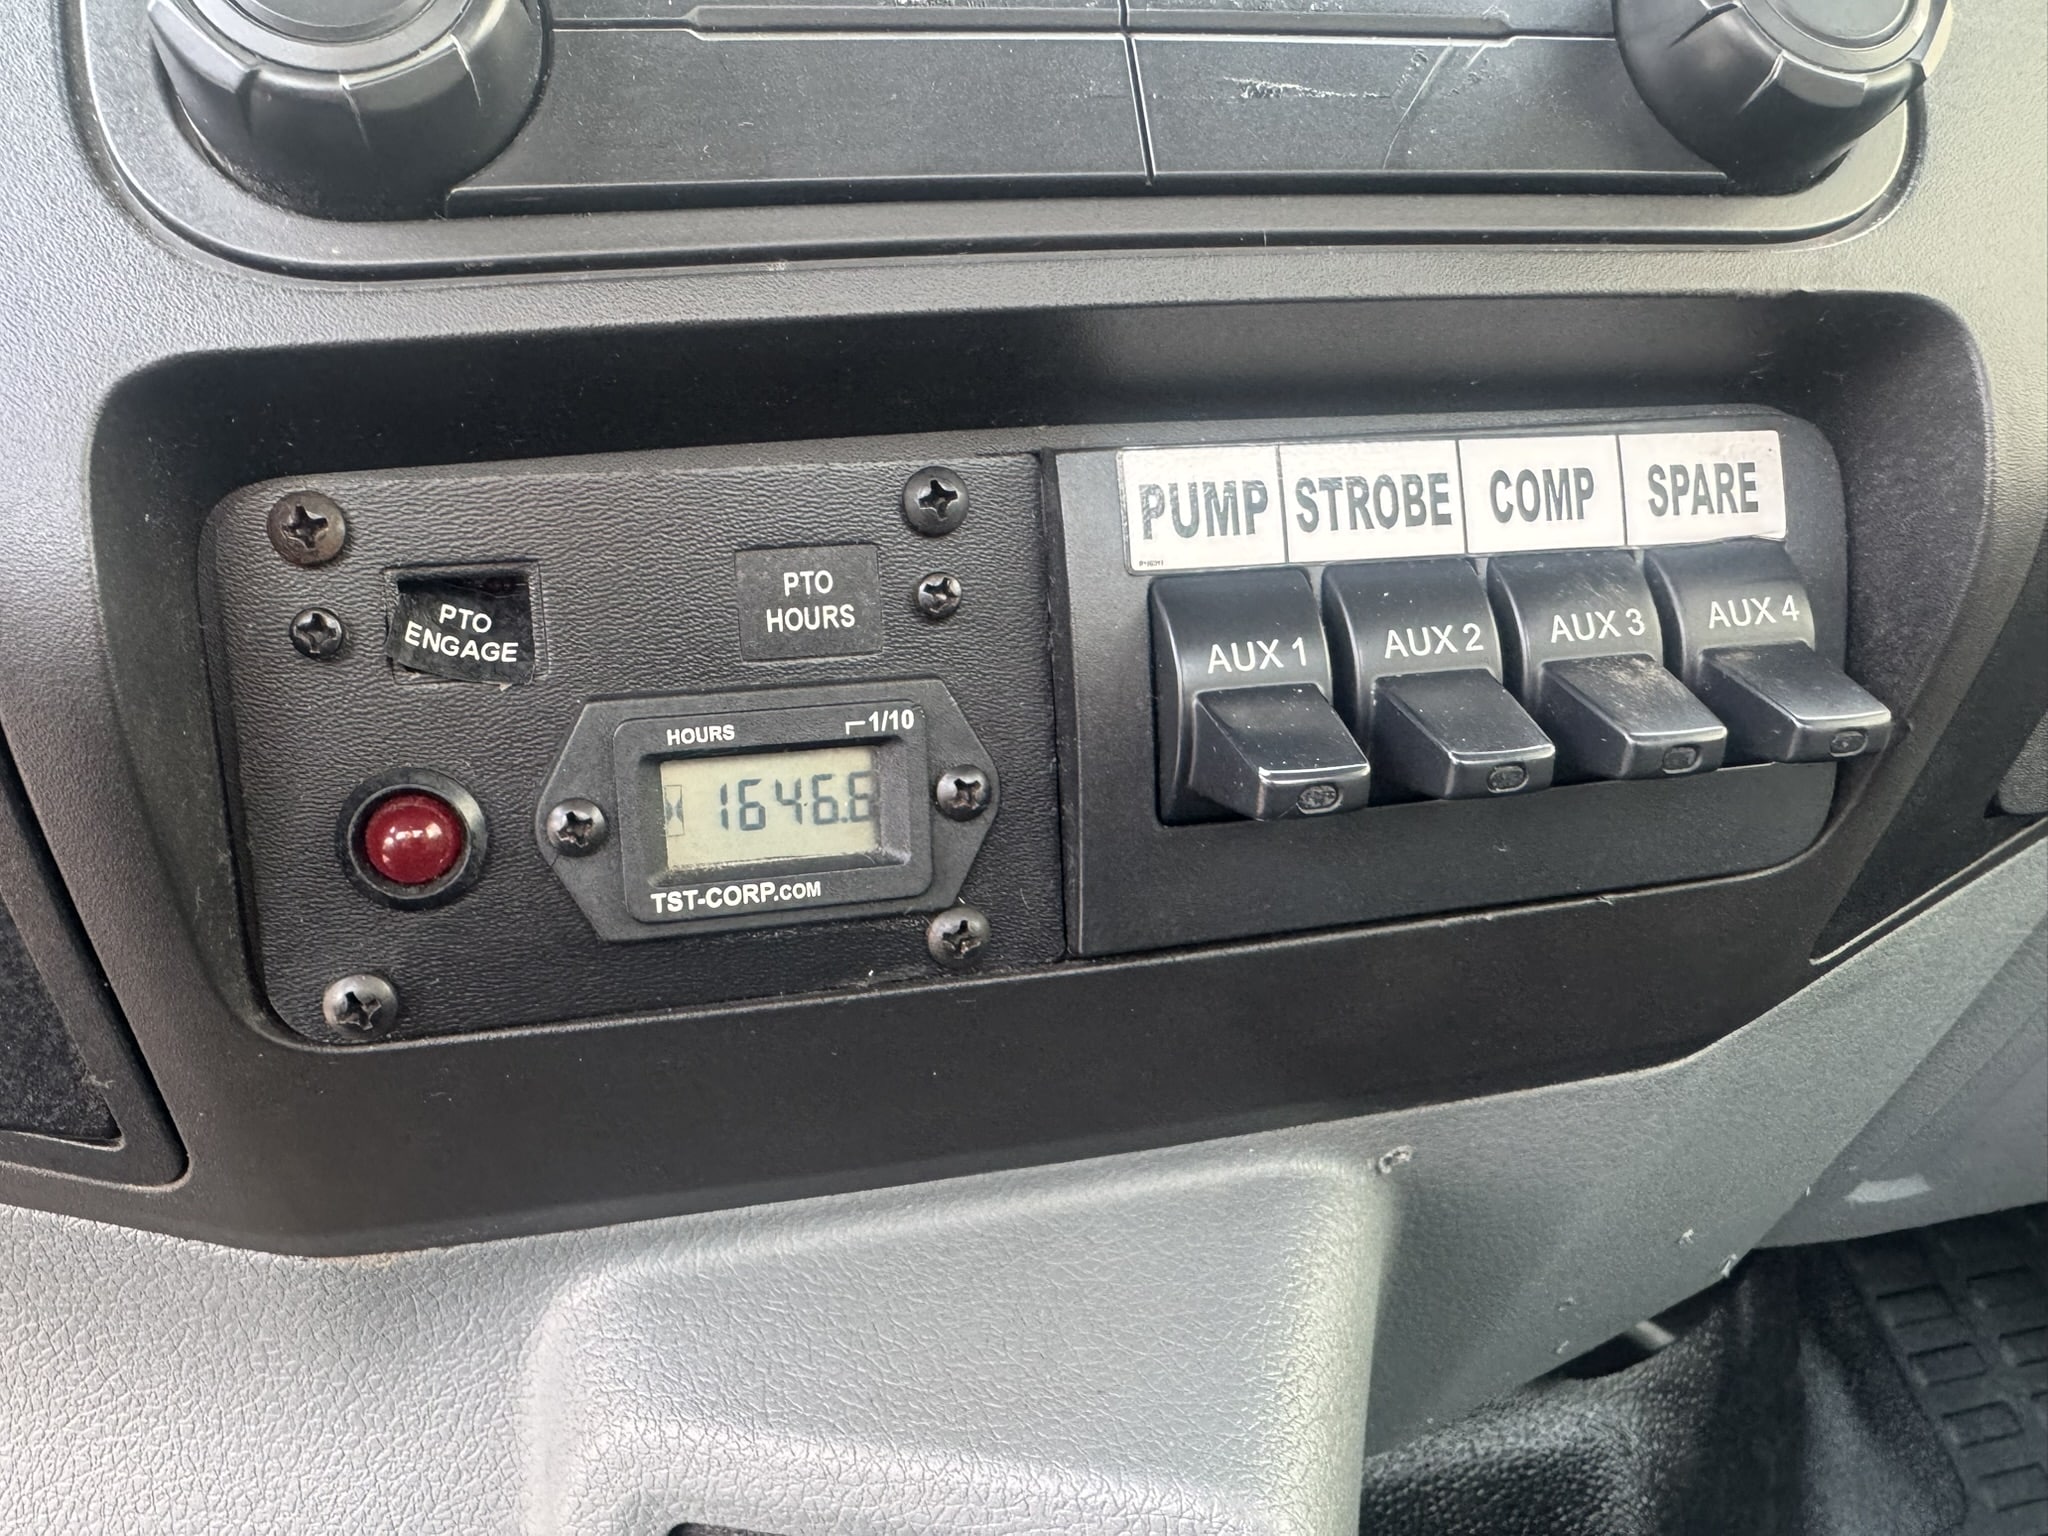 PTO
ENGAGE
PTO
HOURS
HOURS
1/10
1646.6
TST-CORP.COM
PUMP STROBE COMP SPARE
AUX 1 AUX 2 AUX 3 AUX 4